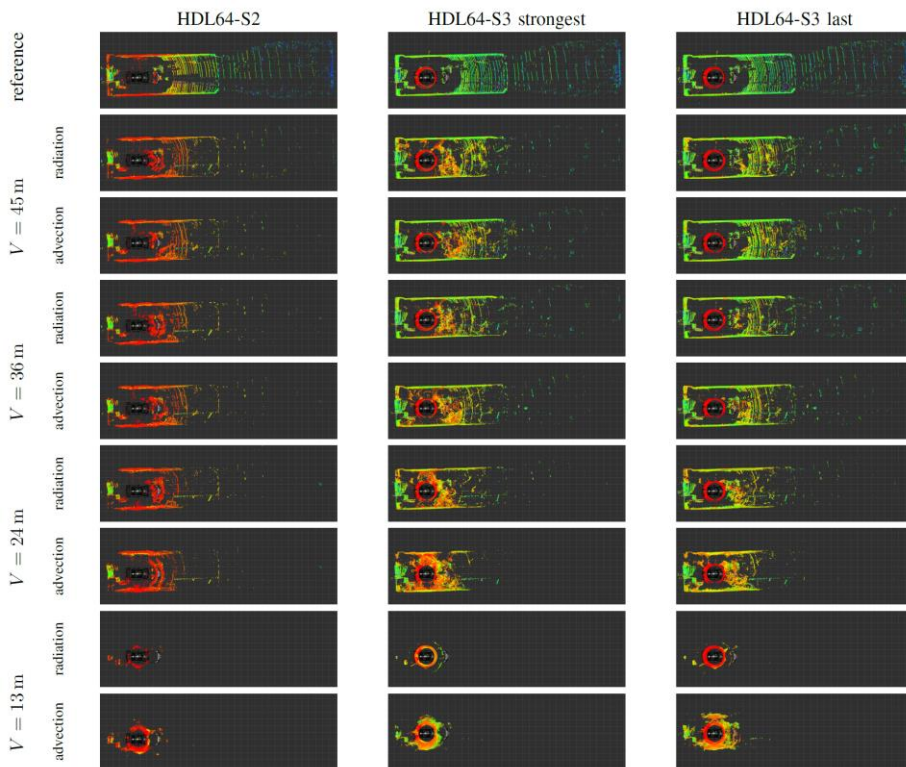 HDL64-S2 HDL64-S3 strongest HDL64-S3 last
reference
V = 45 m
radiation
advection
V = 36 m
radiation
advection
V = 24 m
radiation
advection
V = 13 m
radiation
advection